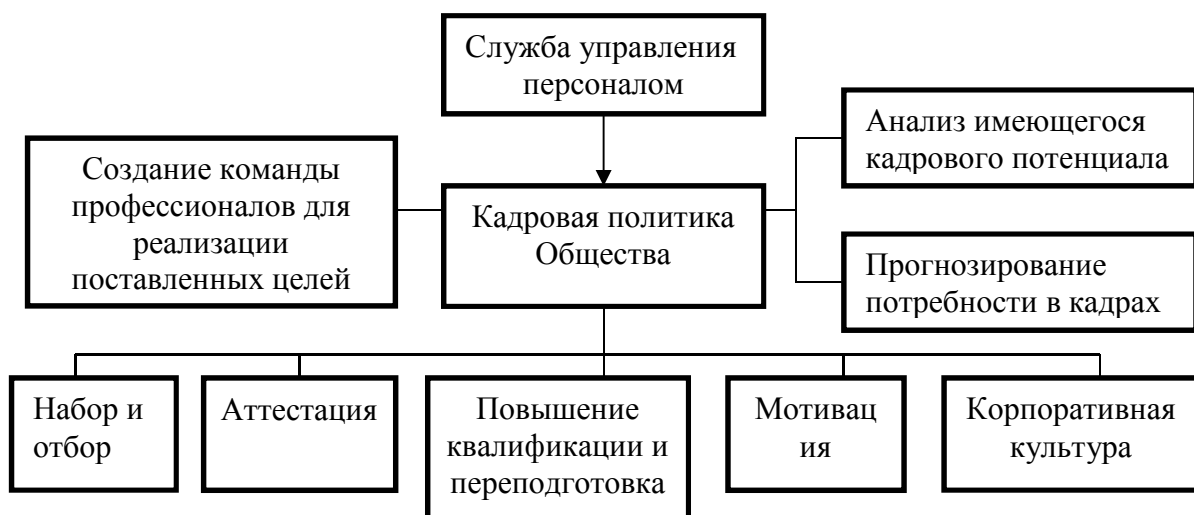 Служба управления
персоналом
Анализ имеющегося
кадрового потенциала
Создание команды
профессионалов для
реализации
поставленных целей
Кадровая политика
Общества
Прогнозирование
потребности в кадрах
Набор и
отбор
Аттестация
Повышение
квалификации и
переподготовка
Мотивац
ия
Корпоративная
культура